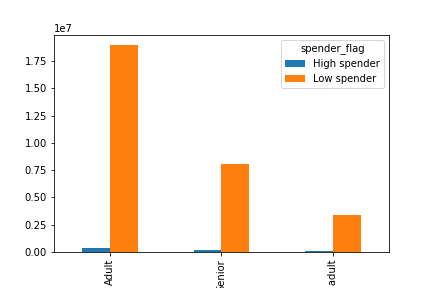 1e7
spender_flag
High spender
Low spender
1.75
1.50
1.25
1.00
0.75
0.50
0.25
0.00
Adult
Senior
adult